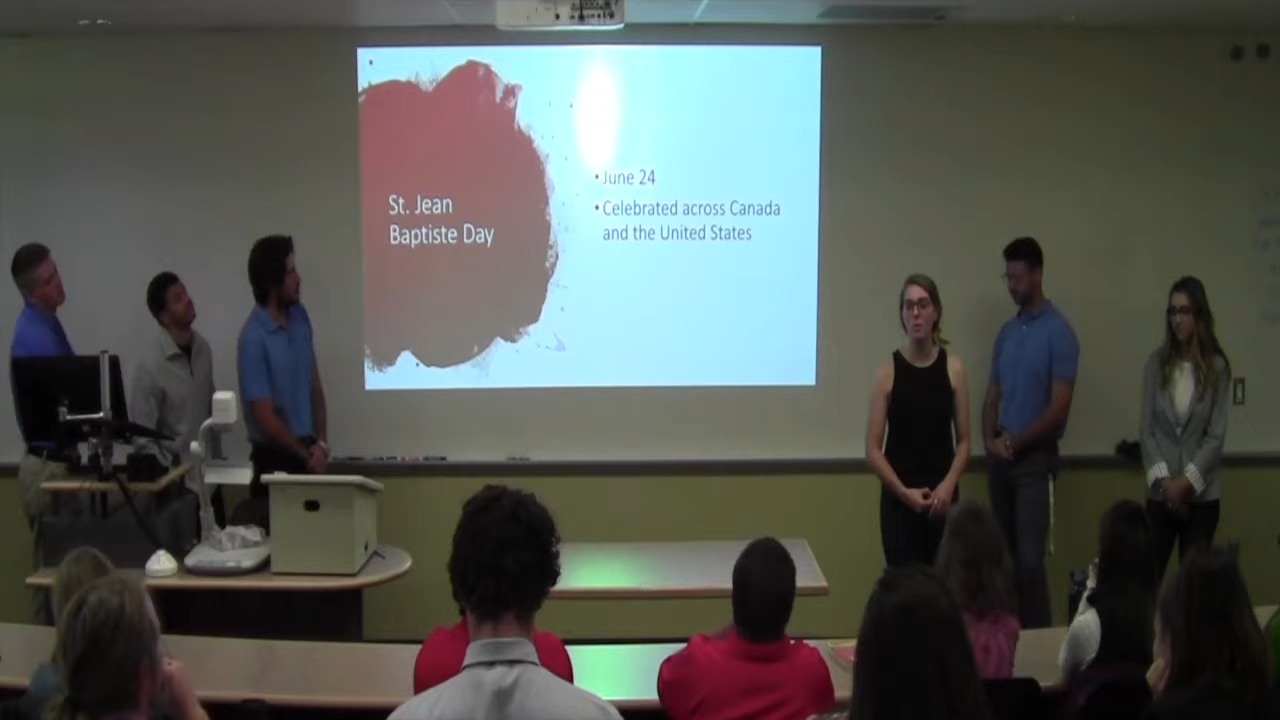 St. Jean
Baptiste Day
• June 24
• Celebrated across Canada
and the United States